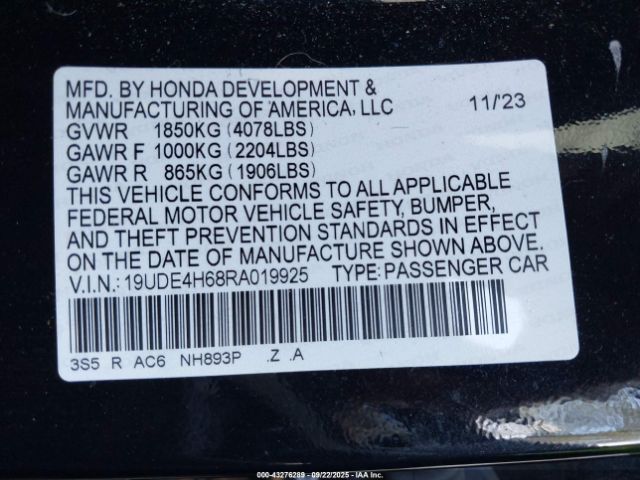 MFD. BY HONDA DEVELOPMENT &
MANUFACTURING OF AMERICA, LLC 11/'23
GVWR 1850KG (4078LBS)
GAWR F 1000KG (2204LBS)
GAWR R 865KG (1906LBS)
THIS VEHICLE CONFORMS TO ALL APPLICABLE
FEDERAL MOTOR VEHICLE SAFETY, BUMPER,
AND THEFT PREVENTION STANDARDS IN EFFECT
ON THE DATE OF MANUFACTURE SHOWN ABOVE.
V.I.N.: 19UDE4H68RA019925 TYPE: PASSENGER CAR
3S5 R AC6 NH893P .Z .A
000-43276289 - 09/22/2025 - IAAI.CA